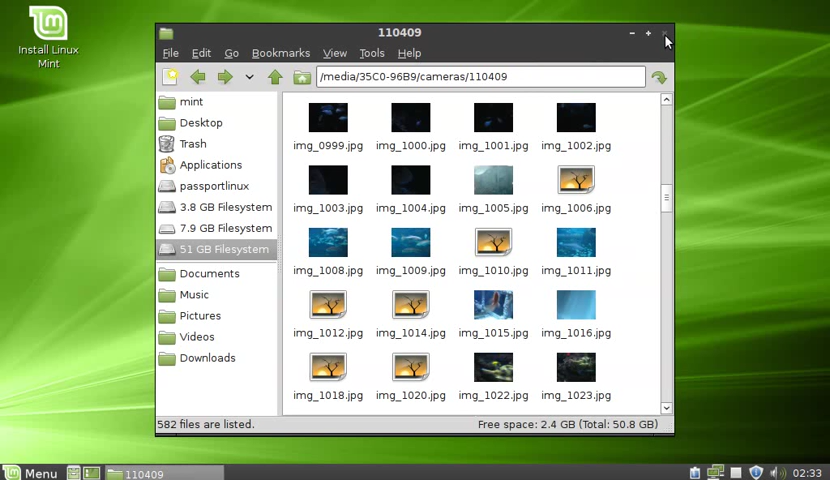 Install Linux
Mint
110409
File Edit Go Bookmarks View Tools Help
/media/35C0-96B9/cameras/110409
mint
Desktop
Trash
Applications
passportlinux
3.8 GB Filesystem
7.9 GB Filesystem
51 GB Filesystem
Documents
Music
Pictures
Videos
Downloads
img_0999.jpg img_1000.jpg img_1001.jpg img_1002.jpg
img_1003.jpg img_1004.jpg img_1005.jpg img_1006.jpg
img_1008.jpg img_1009.jpg img_1010.jpg img_1011.jpg
img_1012.jpg img_1014.jpg img_1015.jpg img_1016.jpg
img_1018.jpg img_1020.jpg img_1022.jpg img_1023.jpg
582 files are listed. Free space: 2.4 GB (Total: 50.8 GB)
Menu 110409 02:33